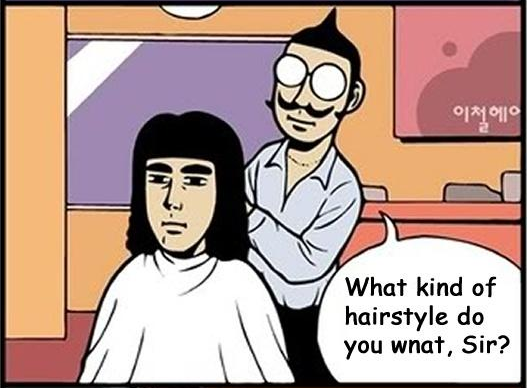 이철헤어
What kind of
hairstyle do
you wnat, Sir?